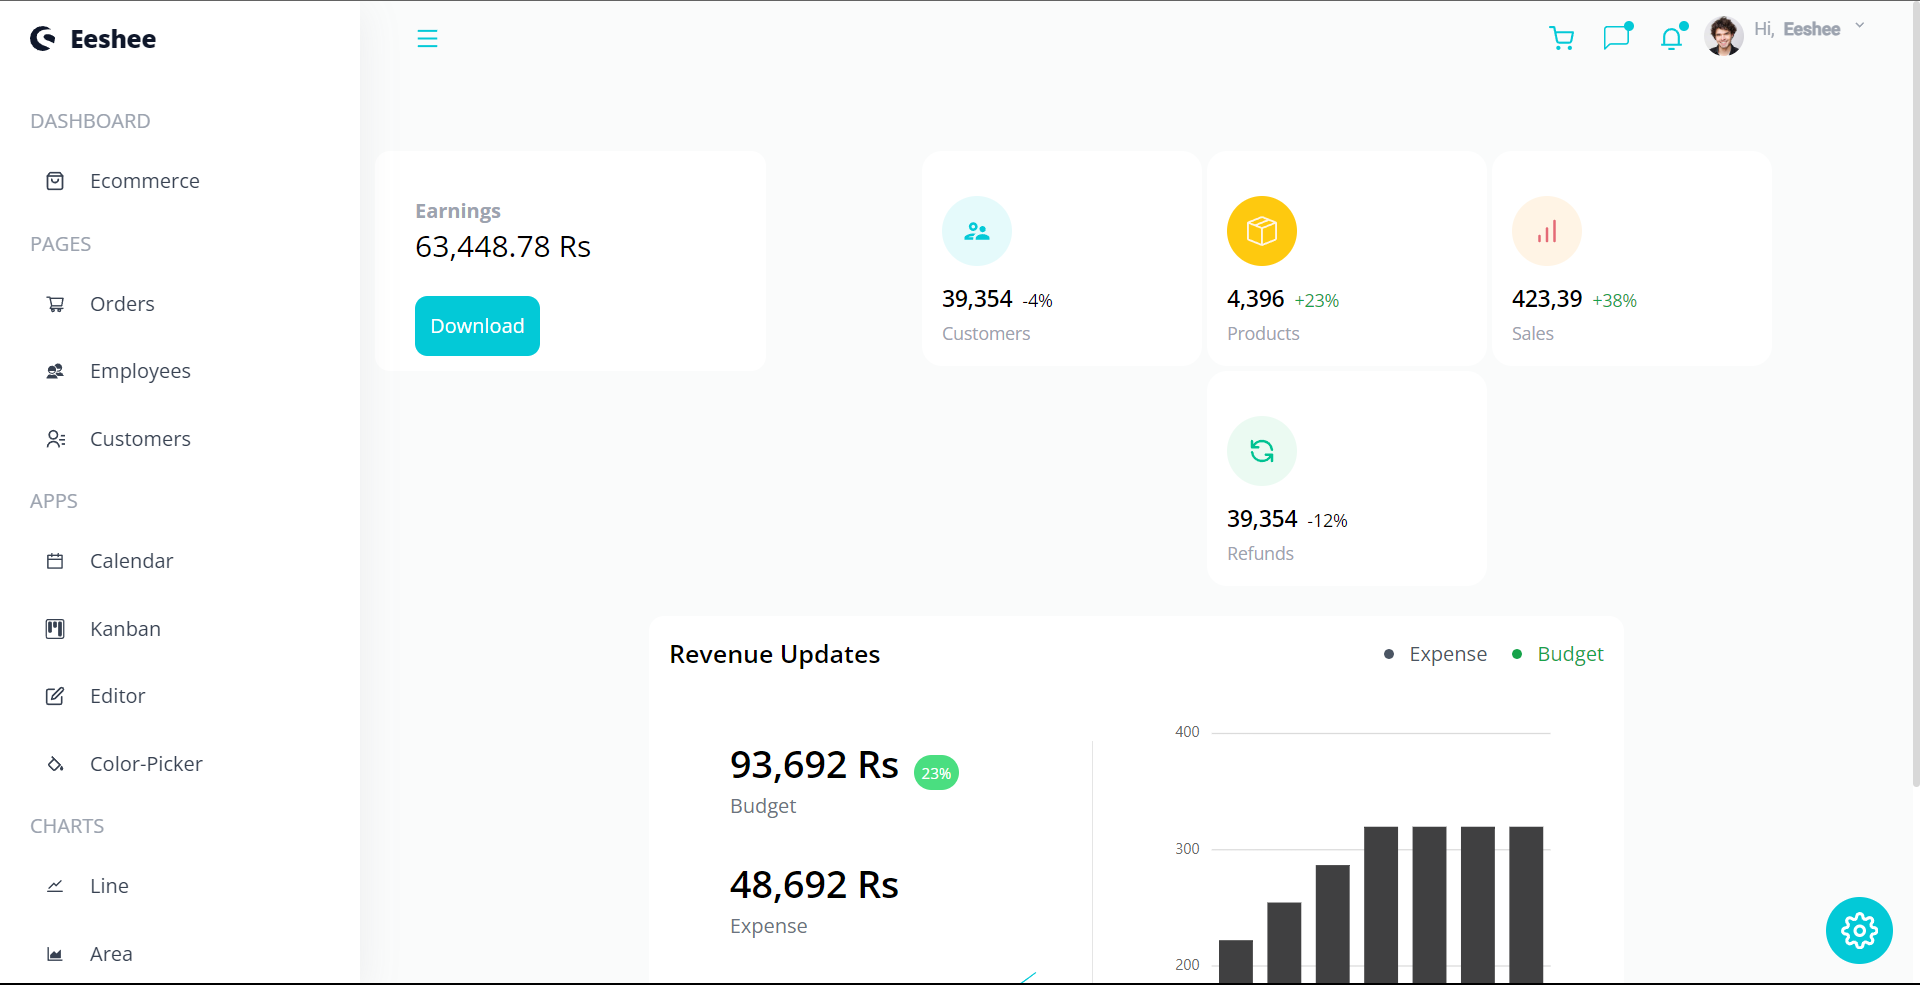 Eeshee
Hi, Eeshee
DASHBOARD
Ecommerce
PAGES
Orders
Employees
Customers
APPS
Calendar
Kanban
Editor
Color-Picker
CHARTS
Line
Area
Earnings
63,448.78 Rs
Download
39,354 -4%
Customers
4,396 +23%
Products
423,39 +38%
Sales
39,354 -12%
Refunds
Revenue Updates
Expense
Budget
93,692 Rs 23%
Budget
48,692 Rs
Expense
400
300
200